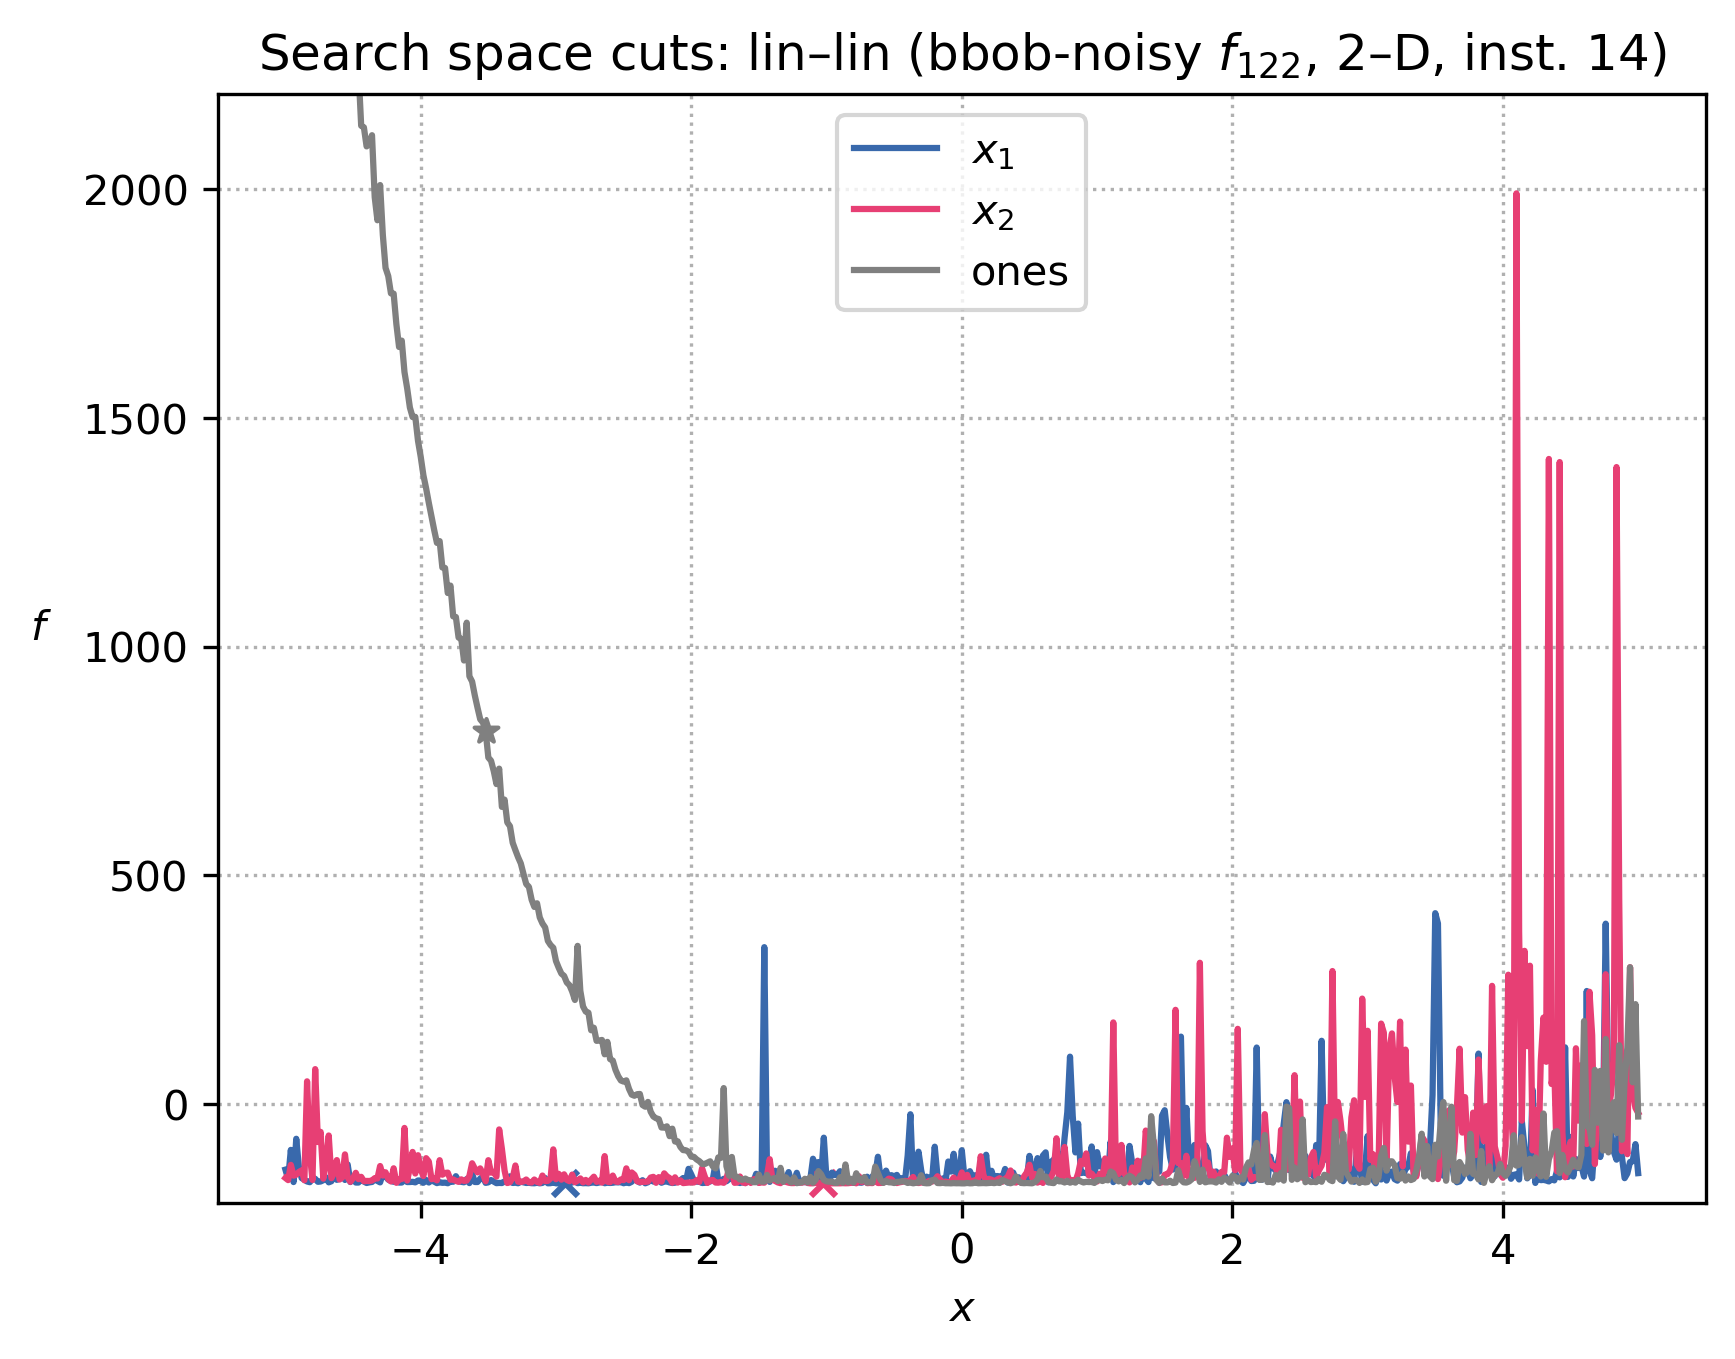 Search space cuts: lin–lin (bbob-noisy f₁₂₂, 2–D, inst. 14)
x₁
x₂
ones
2000
1500
1000
500
0
f
−4 −2 0 2 4
x